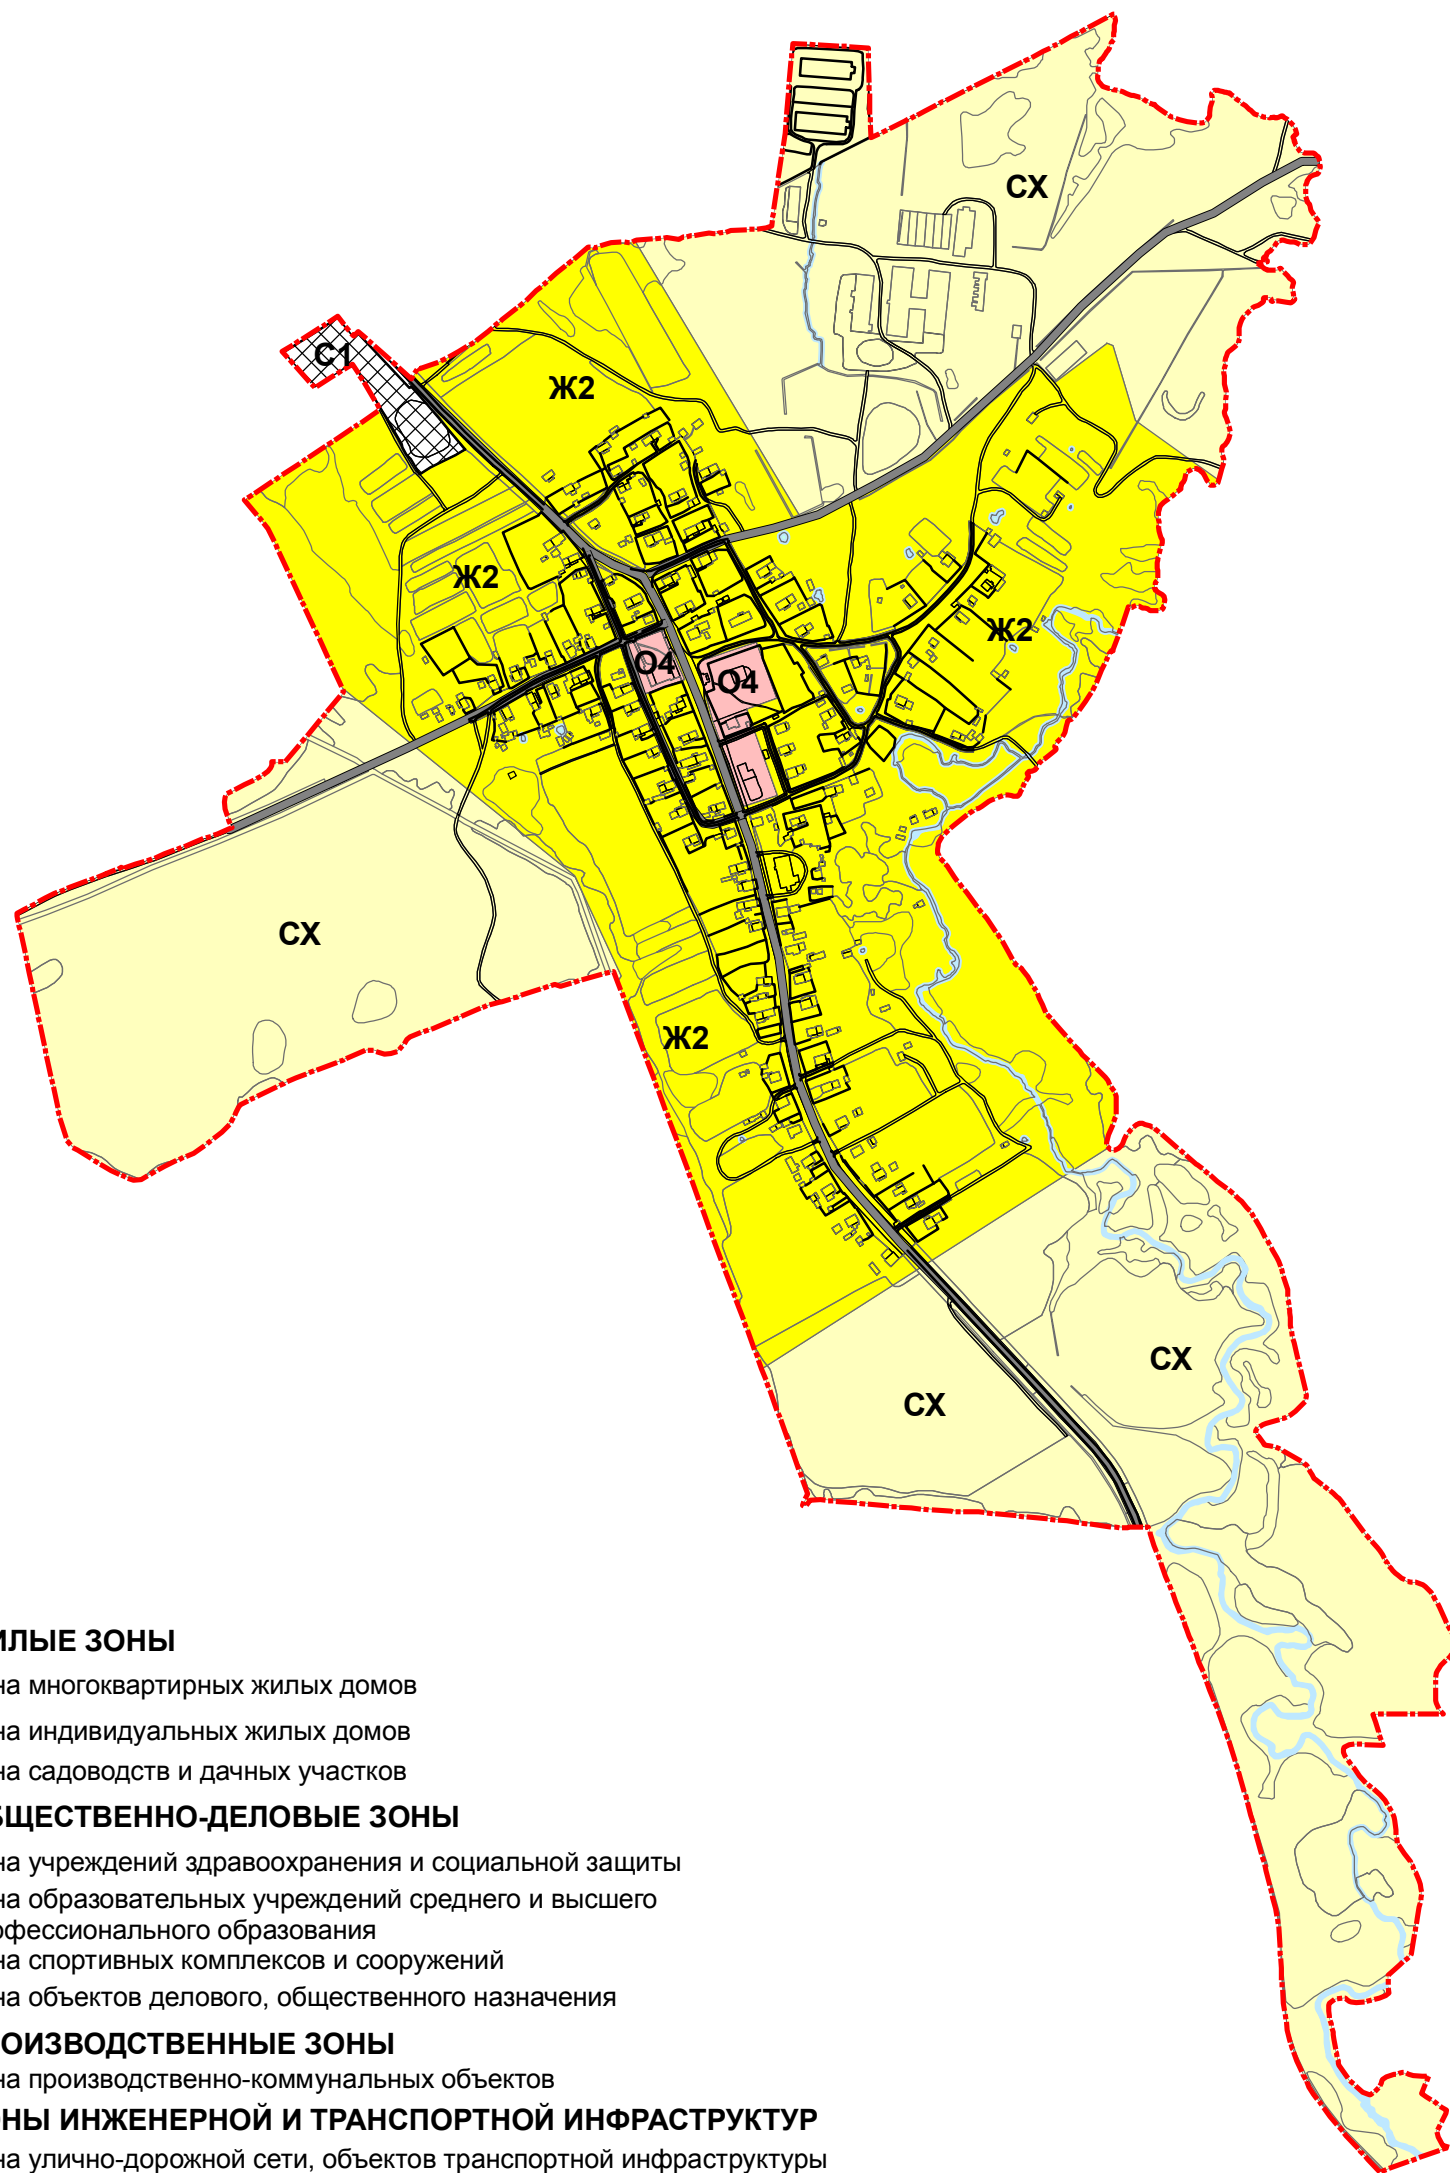 СХ
С1
Ж2
Ж2
Ж2
О4
О4
СХ
Ж2
СХ
СХ
ИЛЫЕ ЗОНЫ
на многоквартирных жилых домов
на индивидуальных жилых домов
на садоводств и дачных участков
БЩЕСТВЕННО-ДЕЛОВЫЕ ЗОНЫ
на учреждений здравоохранения и социальной защиты
на образовательных учреждений среднего и высшего
офессионального образования
на спортивных комплексов и сооружений
на объектов делового, общественного назначения
ОИЗВОДСТВЕННЫЕ ЗОНЫ
на производственно-коммунальных объектов
ОНЫ ИНЖЕНЕРНОЙ И ТРАНСПОРТНОЙ ИНФРАСТРУКТУР
на улично-дорожной сети, объектов транспортной инфраструктуры